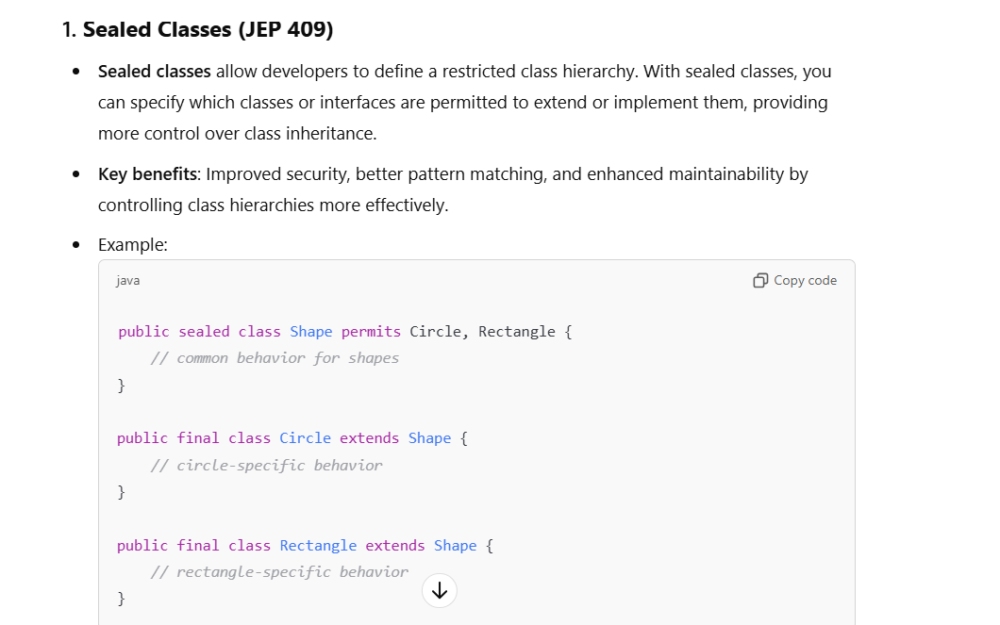 1. Sealed Classes (JEP 409)
• Sealed classes allow developers to define a restricted class hierarchy. With sealed classes, you
can specify which classes or interfaces are permitted to extend or implement them, providing
more control over class inheritance.
• Key benefits: Improved security, better pattern matching, and enhanced maintainability by
controlling class hierarchies more effectively.
• Example:
java Copy code
public sealed class Shape permits Circle, Rectangle {
    // common behavior for shapes
}
public final class Circle extends Shape {
    // circle-specific behavior
}
public final class Rectangle extends Shape {
    // rectangle-specific behavior
}